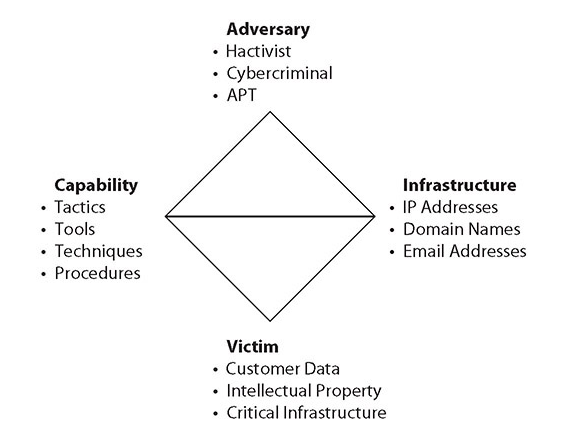 Adversary
• Hactivist
• Cybercriminal
• APT
Capability
• Tactics
• Tools
• Techniques
• Procedures
Infrastructure
• IP Addresses
• Domain Names
• Email Addresses
Victim
• Customer Data
• Intellectual Property
• Critical Infrastructure